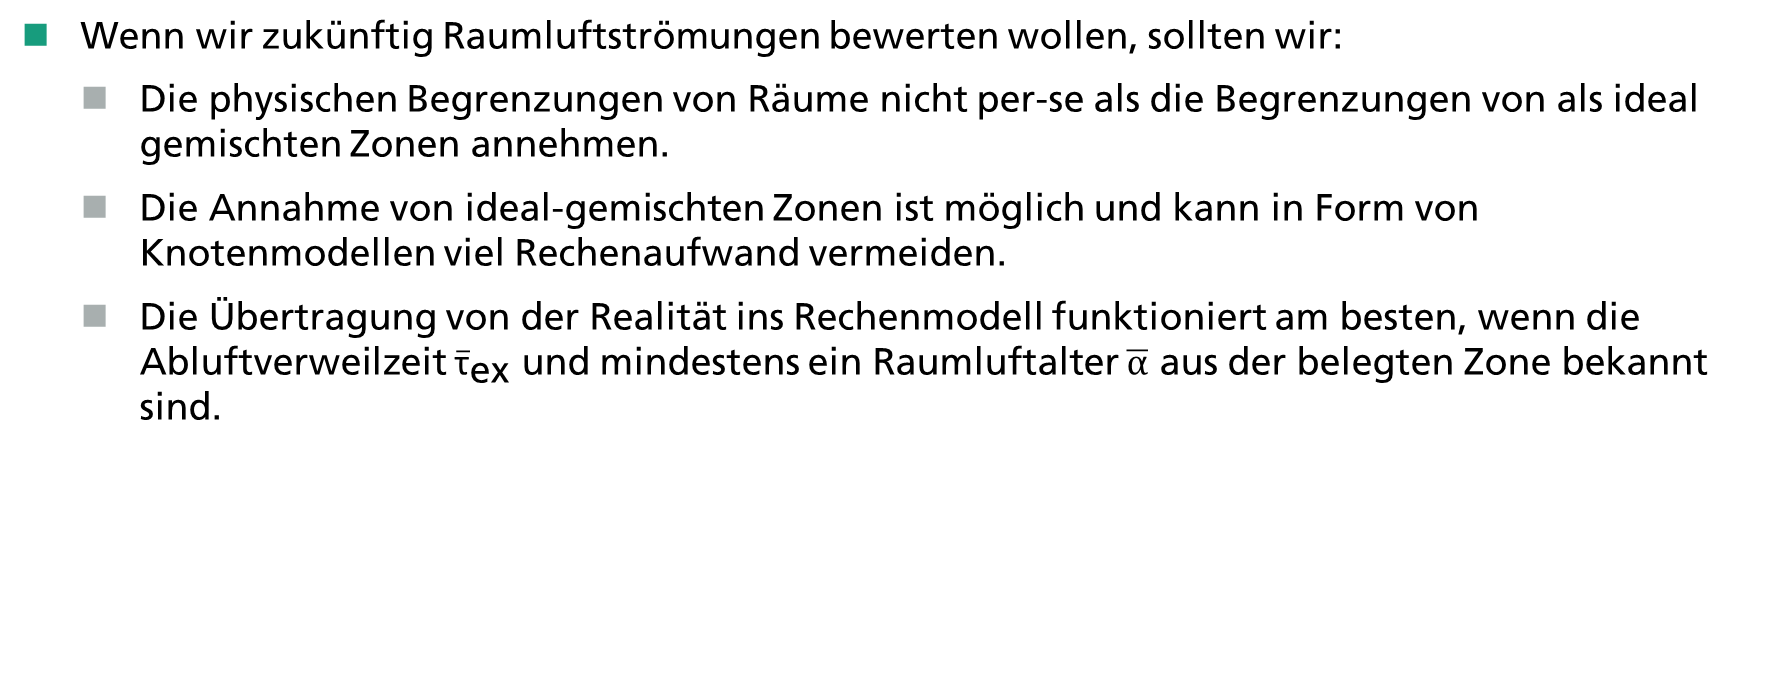 Wenn wir zukünftig Raumluftströmungen bewerten wollen, sollten wir:
Die physischen Begrenzungen von Räume nicht per-se als die Begrenzungen von als ideal
gemischten Zonen annehmen.
Die Annahme von ideal-gemischten Zonen ist möglich und kann in Form von
Knotenmodellen viel Rechenaufwand vermeiden.
Die Übertragung von der Realität ins Rechenmodell funktioniert am besten, wenn die
Abluftverweilzeit τ̅ex und mindestens ein Raumluftalter α̅ aus der belegten Zone bekannt
sind.